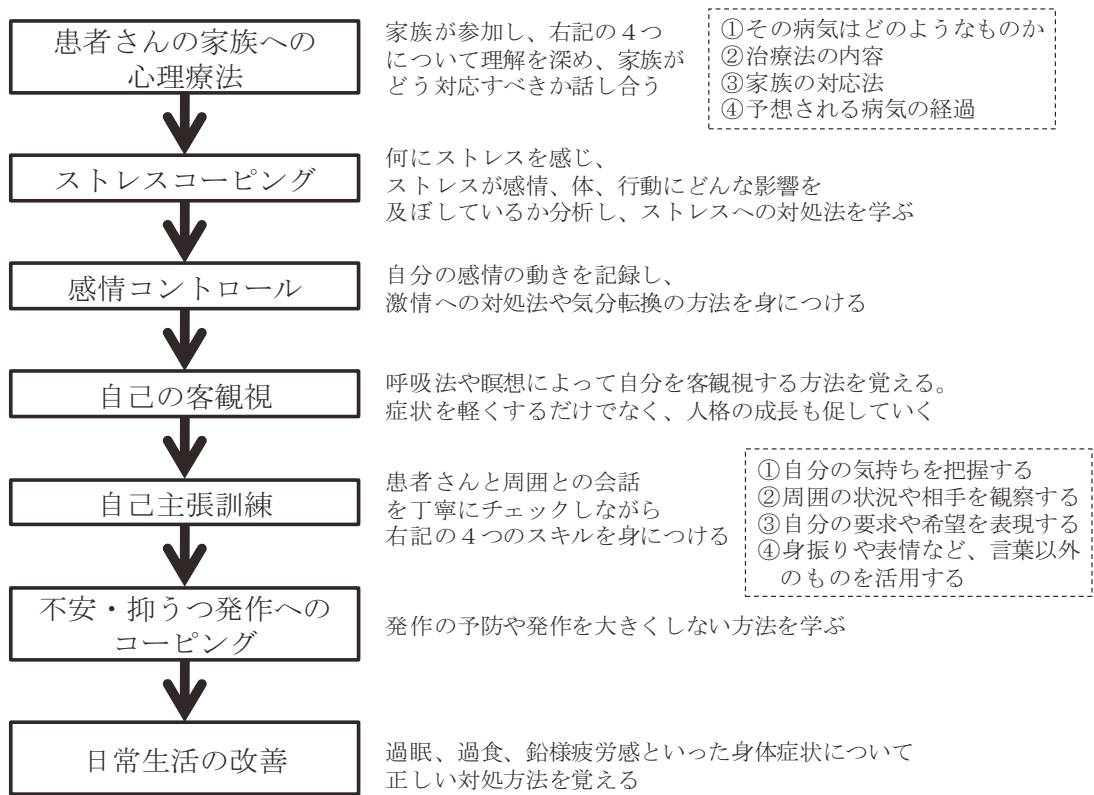 患者さんの家族への
心理療法
家族が参加し、右記の４つ
について理解を深め、家族が
どう対応すべきか話し合う
①その病気はどのようなものか
②治療法の内容
③家族の対応法
④予想される病気の経過
ストレスコーピング
何にストレスを感じ、
ストレスが感情、体、行動にどんな影響を
及ぼしているか分析し、ストレスへの対処法を学ぶ
感情コントロール
自分の感情の動きを記録し、
激情への対処法や気分転換の方法を身につける
自己の客観視
呼吸法や瞑想によって自分を客観視する方法を覚える。
症状を軽くするだけでなく、人格の成長も促していく
自己主張訓練
患者さんと周囲との会話
を丁寧にチェックしながら
右記の４つのスキルを身につける
①自分の気持ちを把握する
②周囲の状況や相手を観察する
③自分の要求や希望を表現する
④身振りや表情など、言葉以外
のものを活用する
不安・抑うつ発作への
コーピング
発作の予防や発作を大きくしない方法を学ぶ
日常生活の改善
過眠、過食、鉛様疲労感といった身体症状について
正しい対処方法を覚える